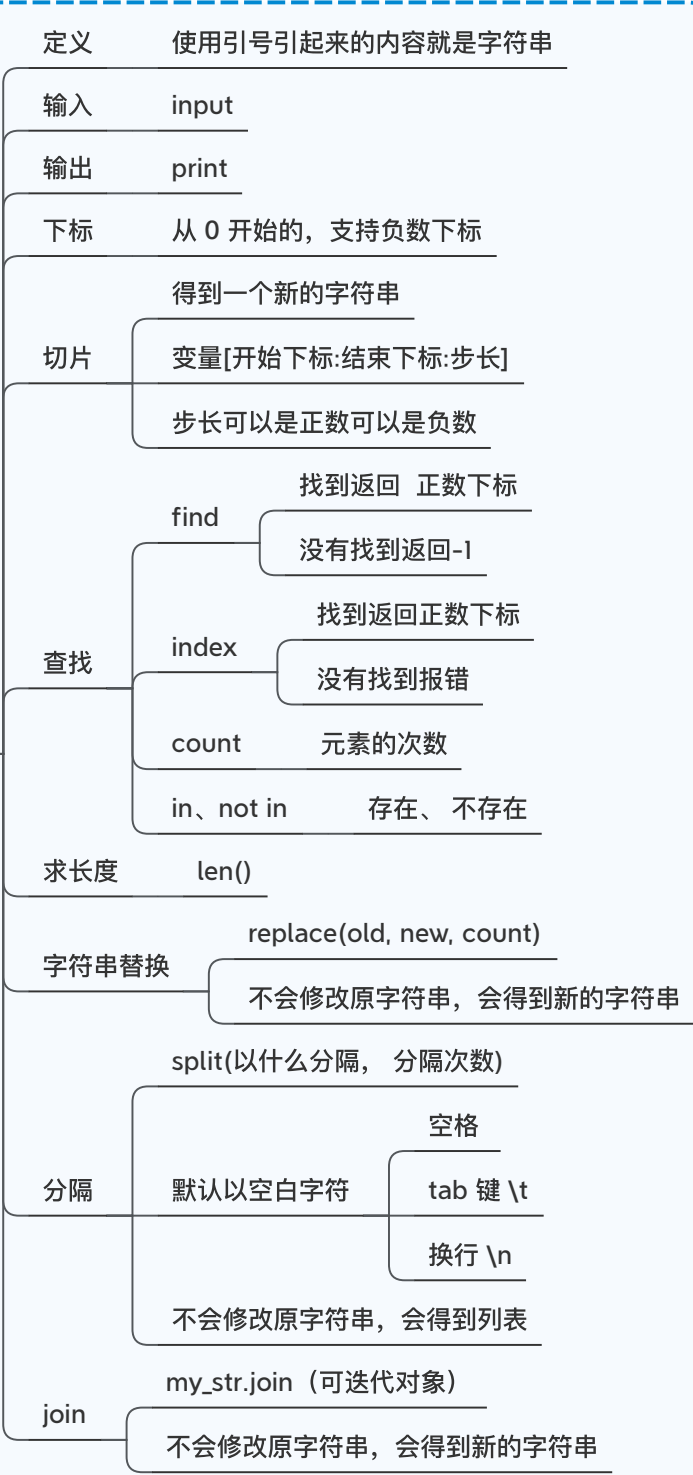 定义 使用引号引起来的内容就是字符串
输入 input
输出 print
下标 从 0 开始的，支持负数下标
切片
得到一个新的字符串
变量[开始下标:结束下标:步长]
步长可以是正数可以是负数
查找
find
找到返回 正数下标
没有找到返回-1
index
找到返回正数下标
没有找到报错
count 元素的次数
in、not in 存在、 不存在
求长度 len()
字符串替换
replace(old, new, count)
不会修改原字符串，会得到新的字符串
分隔
split(以什么分隔， 分隔次数)
默认以空白字符
空格
tab 键 \t
换行 \n
不会修改原字符串，会得到列表
join
my_str.join（可迭代对象）
不会修改原字符串，会得到新的字符串